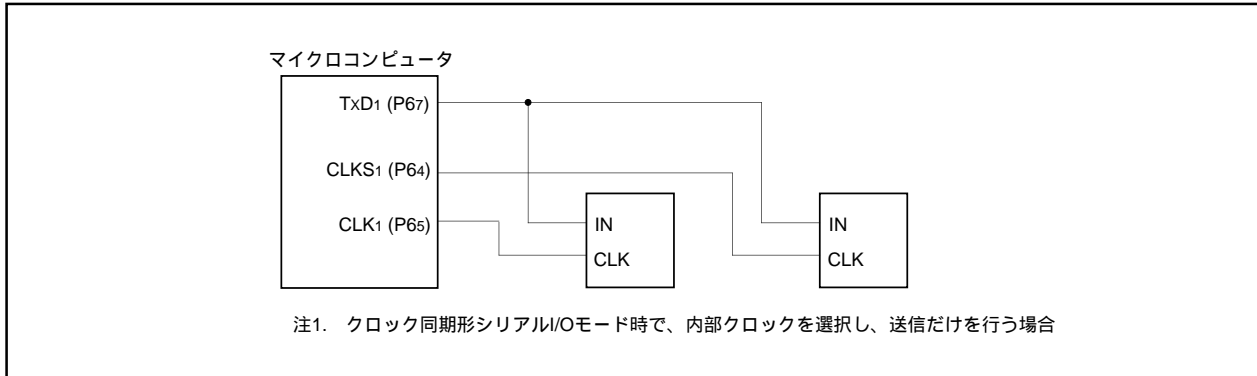 マイクロコンピュータ
TxD1 (P67)
CLKS1 (P64)
CLK1 (P65)
IN
CLK
IN
CLK
注1. クロック同期形シリアルI/Oモード時で、内部クロックを選択し、送信だけを行う場合